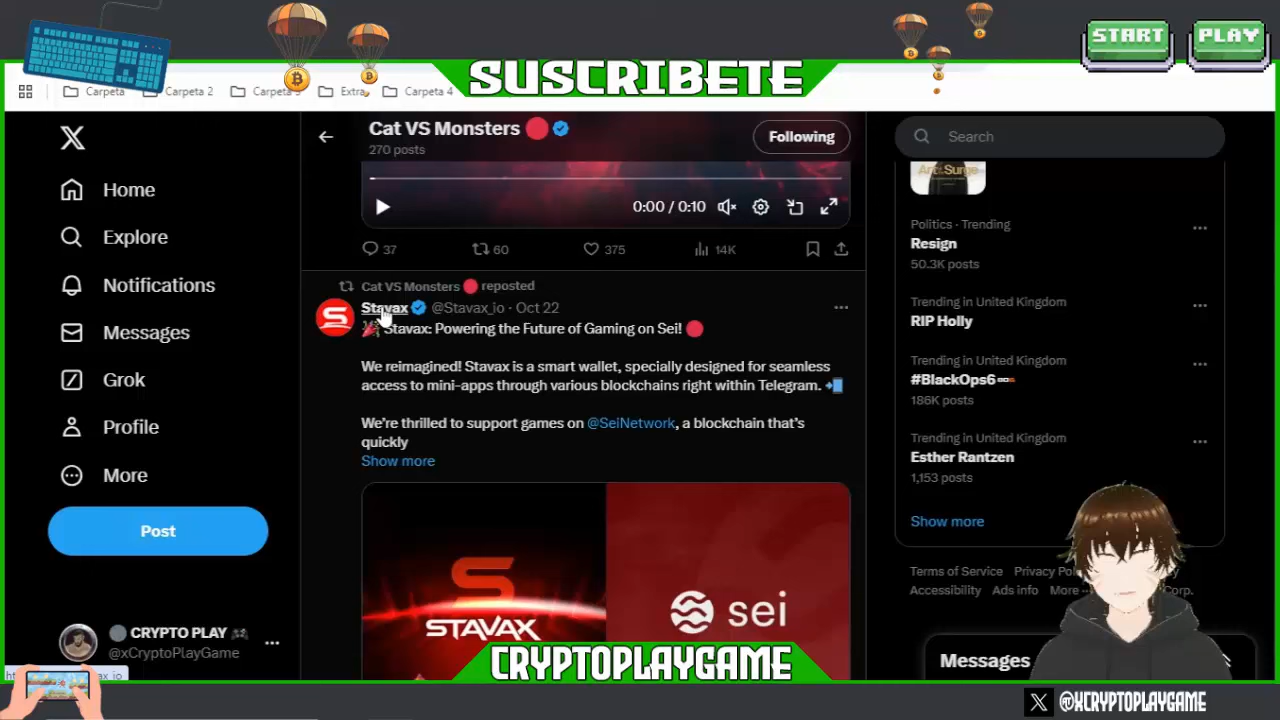 START PLAY
SUSCRIBETE
Carpeta
Carpeta 2
Carpeta 3
Extra
Carpeta 4
Home
Explore
Notifications
Messages
Grok
Profile
More
Post
CRYPTO PLAY
@xCryptoPlayGame
Cat VS Monsters
270 posts
Following
0:00 / 0:10
37 60 375 14K
Cat VS Monsters reposted
Stavax @Stavax_io · Oct 22
Stavax: Powering the Future of Gaming on Sei!
We reimagined! Stavax is a smart wallet, specially designed for seamless
access to mini-apps through various blockchains right within Telegram.
We're thrilled to support games on @SeiNetwork, a blockchain that's
quickly
Show more
S
STAVAX
sei
Search
Art of the Surge
Politics · Trending
Resign
50.3K posts
Trending in United Kingdom
RIP Holly
Trending in United Kingdom
#BlackOps6
186K posts
Trending in United Kingdom
Esther Rantzen
1,153 posts
Show more
Terms of Service Privacy
Accessibility Ads info More Corp.
Messages
CRYPTOPLAYGAME
@XCRYPTOPLAYGAME